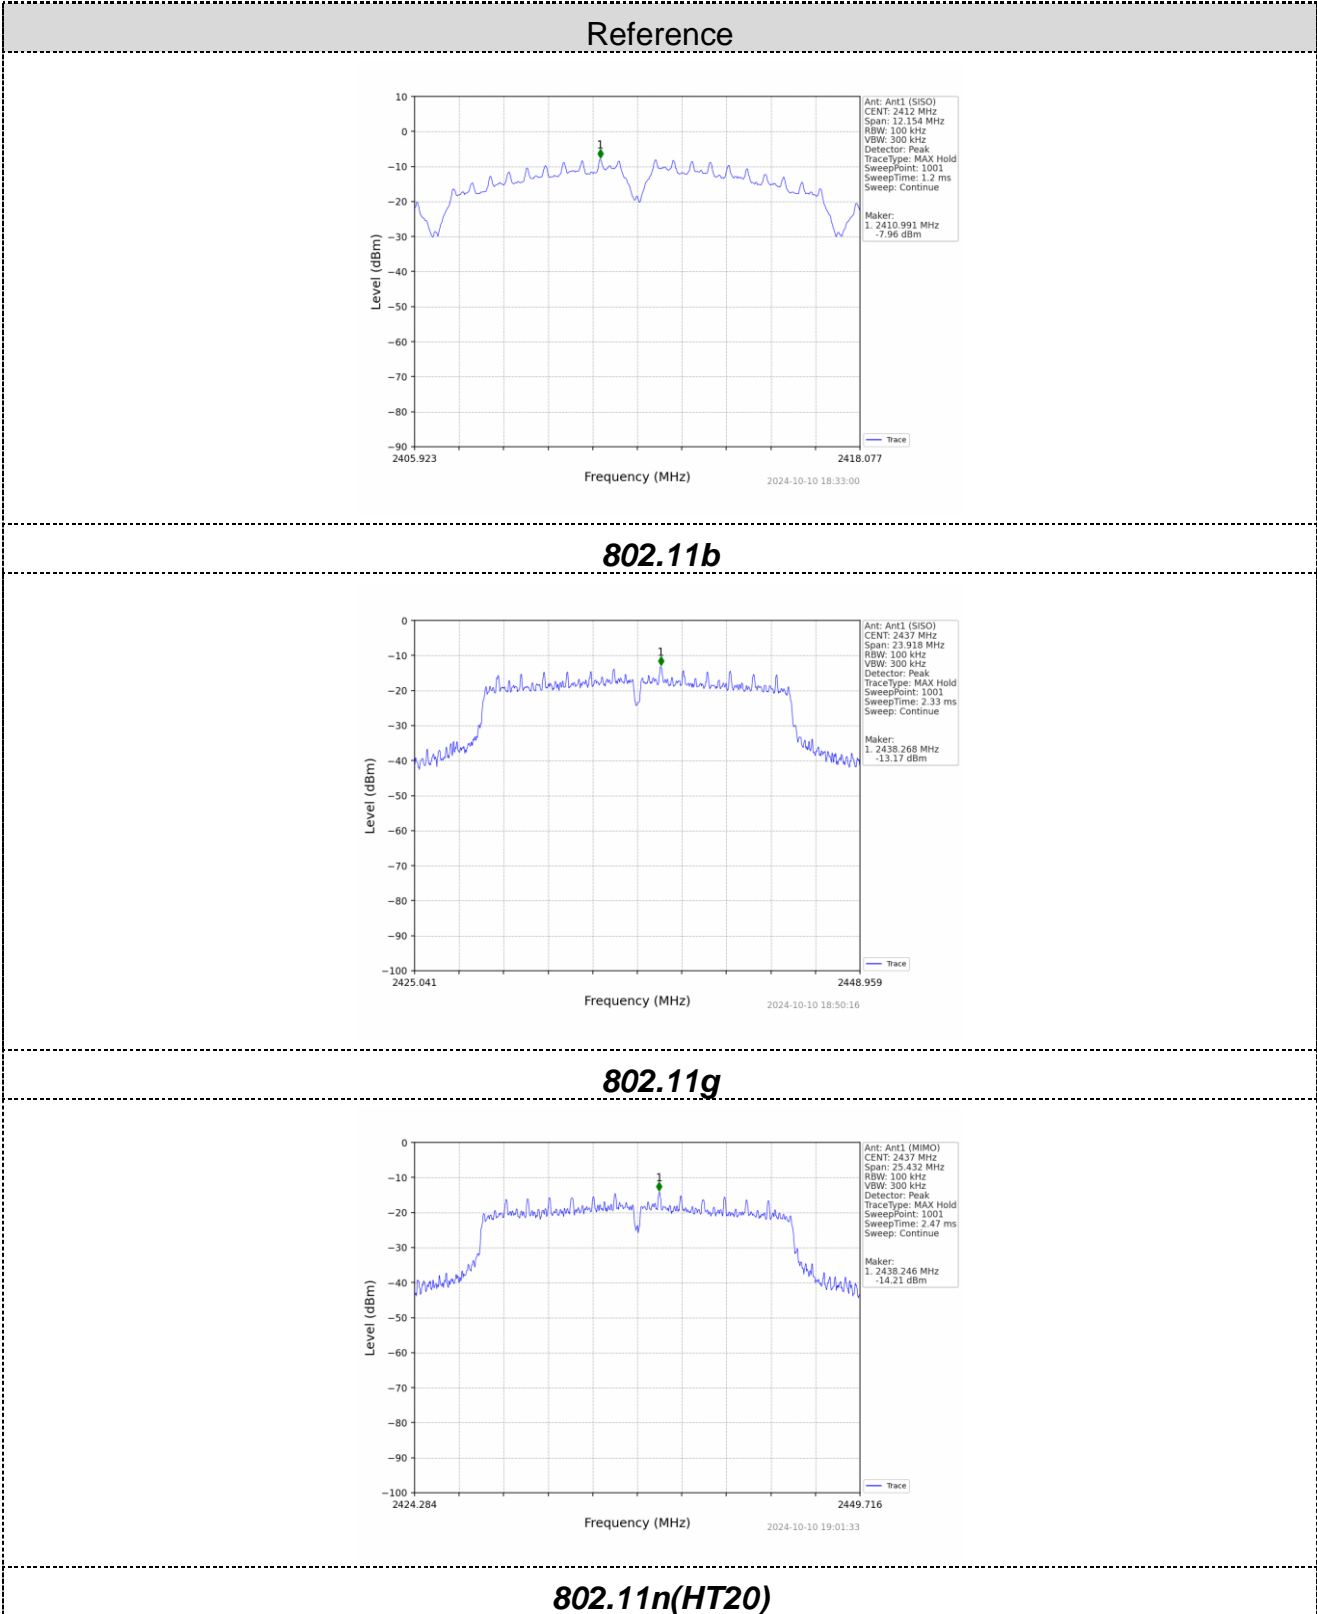 Reference
10
0
−10
−20
−30
−40
−50
−60
−70
−80
−90
Level (dBm)
1
2405.923
2418.077
Frequency (MHz)
2024-10-10 18:33:00
Ant: Ant1 (SISO)
CENT: 2412 MHz
Span: 12.154 MHz
RBW: 100 kHz
VBW: 300 kHz
Detector: Peak
TraceType: MAX Hold
SweepPoint: 1001
SweepTime: 1.2 ms
Sweep: Continue
Maker:
1. 2410.991 MHz
-7.96 dBm
Trace
802.11b
0
−10
−20
−30
−40
−50
−60
−70
−80
−90
−100
Level (dBm)
1
2425.041
2448.959
Frequency (MHz)
2024-10-10 18:50:16
Ant: Ant1 (SISO)
CENT: 2437 MHz
Span: 23.918 MHz
RBW: 100 kHz
VBW: 300 kHz
Detector: Peak
TraceType: MAX Hold
SweepPoint: 1001
SweepTime: 2.33 ms
Sweep: Continue
Maker:
1. 2438.268 MHz
-13.17 dBm
Trace
802.11g
0
−10
−20
−30
−40
−50
−60
−70
−80
−90
−100
Level (dBm)
1
2424.284
2449.716
Frequency (MHz)
2024-10-10 19:01:33
Ant: Ant1 (MIMO)
CENT: 2437 MHz
Span: 25.432 MHz
RBW: 100 kHz
VBW: 300 kHz
Detector: Peak
TraceType: MAX Hold
SweepPoint: 1001
SweepTime: 2.47 ms
Sweep: Continue
Maker:
1. 2438.246 MHz
-14.21 dBm
Trace
802.11n(HT20)